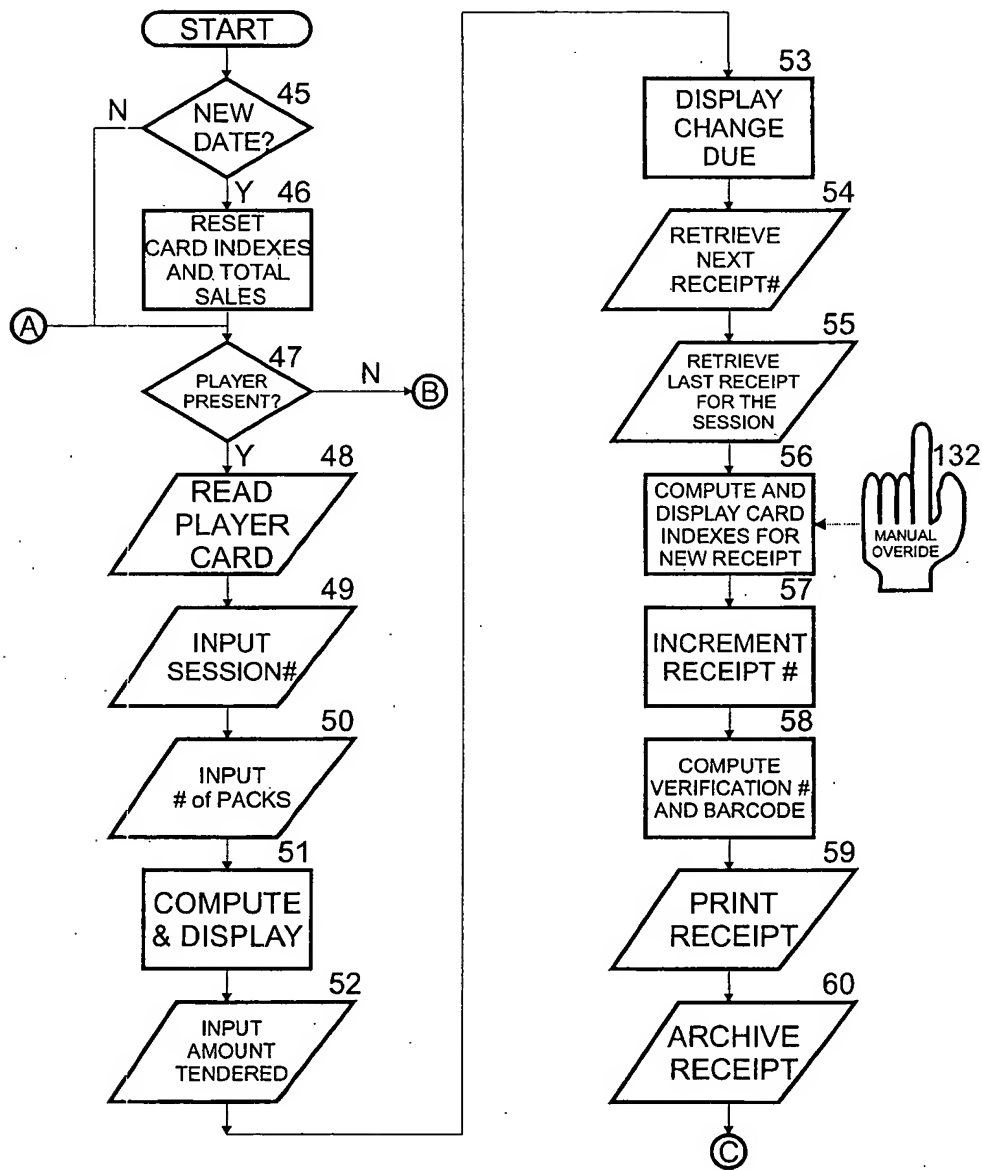 START
45
N
NEW
DATE?
Y
46
RESET
CARD INDEXES
AND TOTAL
SALES
A
47
PLAYER
PRESENT?
N
B
Y
48
READ
PLAYER
CARD
49
INPUT
SESSION#
50
INPUT
# of PACKS
51
COMPUTE
& DISPLAY
52
INPUT
AMOUNT
TENDERED
53
DISPLAY
CHANGE
DUE
54
RETRIEVE
NEXT
RECEIPT#
55
RETRIEVE
LAST RECEIPT
FOR THE
SESSION
56
COMPUTE AND
DISPLAY CARD
INDEXES FOR
NEW RECEIPT
132
MANUAL
OVERIDE
57
INCREMENT
RECEIPT #
58
COMPUTE
VERIFICATION #
AND BARCODE
59
PRINT
RECEIPT
60
ARCHIVE
RECEIPT
C